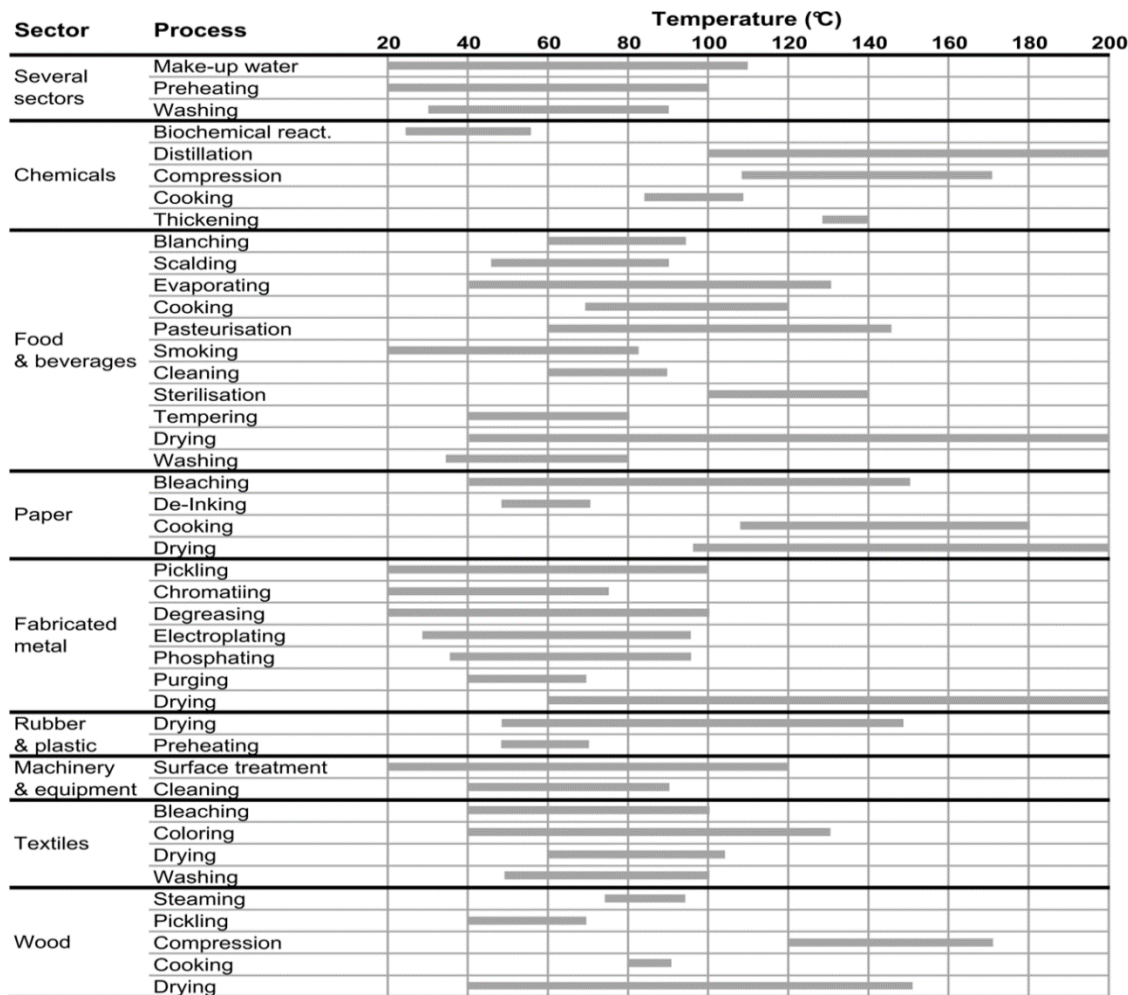 Temperature (°C)
Sector Process 20 40 60 80 100 120 140 160 180 200
Several sectors
Make-up water
Preheating
Washing
Chemicals
Biochemical react.
Distillation
Compression
Cooking
Thickening
Food & beverages
Blanching
Scalding
Evaporating
Cooking
Pasteurisation
Smoking
Cleaning
Sterilisation
Tempering
Drying
Washing
Paper
Bleaching
De-Inking
Cooking
Drying
Fabricated metal
Pickling
Chromatiing
Degreasing
Electroplating
Phosphating
Purging
Drying
Rubber & plastic
Drying
Preheating
Machinery & equipment
Surface treatment
Cleaning
Textiles
Bleaching
Coloring
Drying
Washing
Wood
Steaming
Pickling
Compression
Cooking
Drying